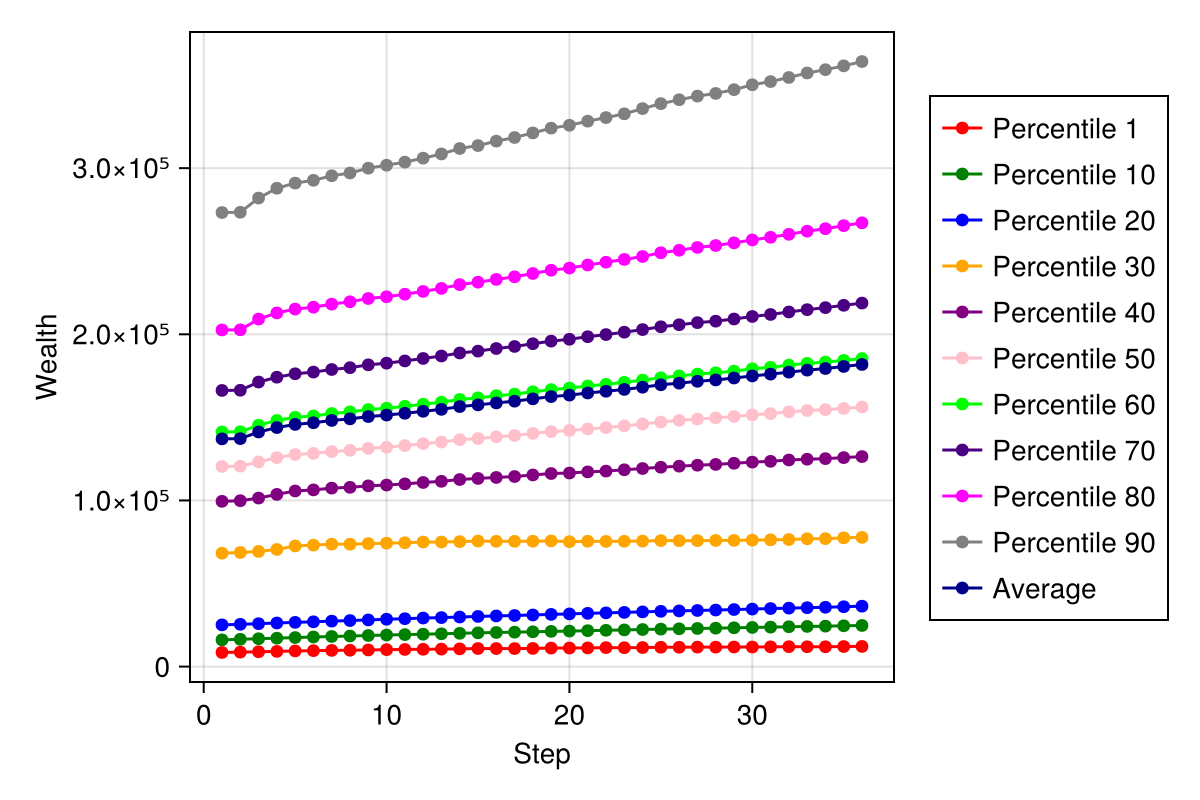 Wealth
3.0×10⁵
2.0×10⁵
1.0×10⁵
0
0 10 20 30
Step
Percentile 1
Percentile 10
Percentile 20
Percentile 30
Percentile 40
Percentile 50
Percentile 60
Percentile 70
Percentile 80
Percentile 90
Average